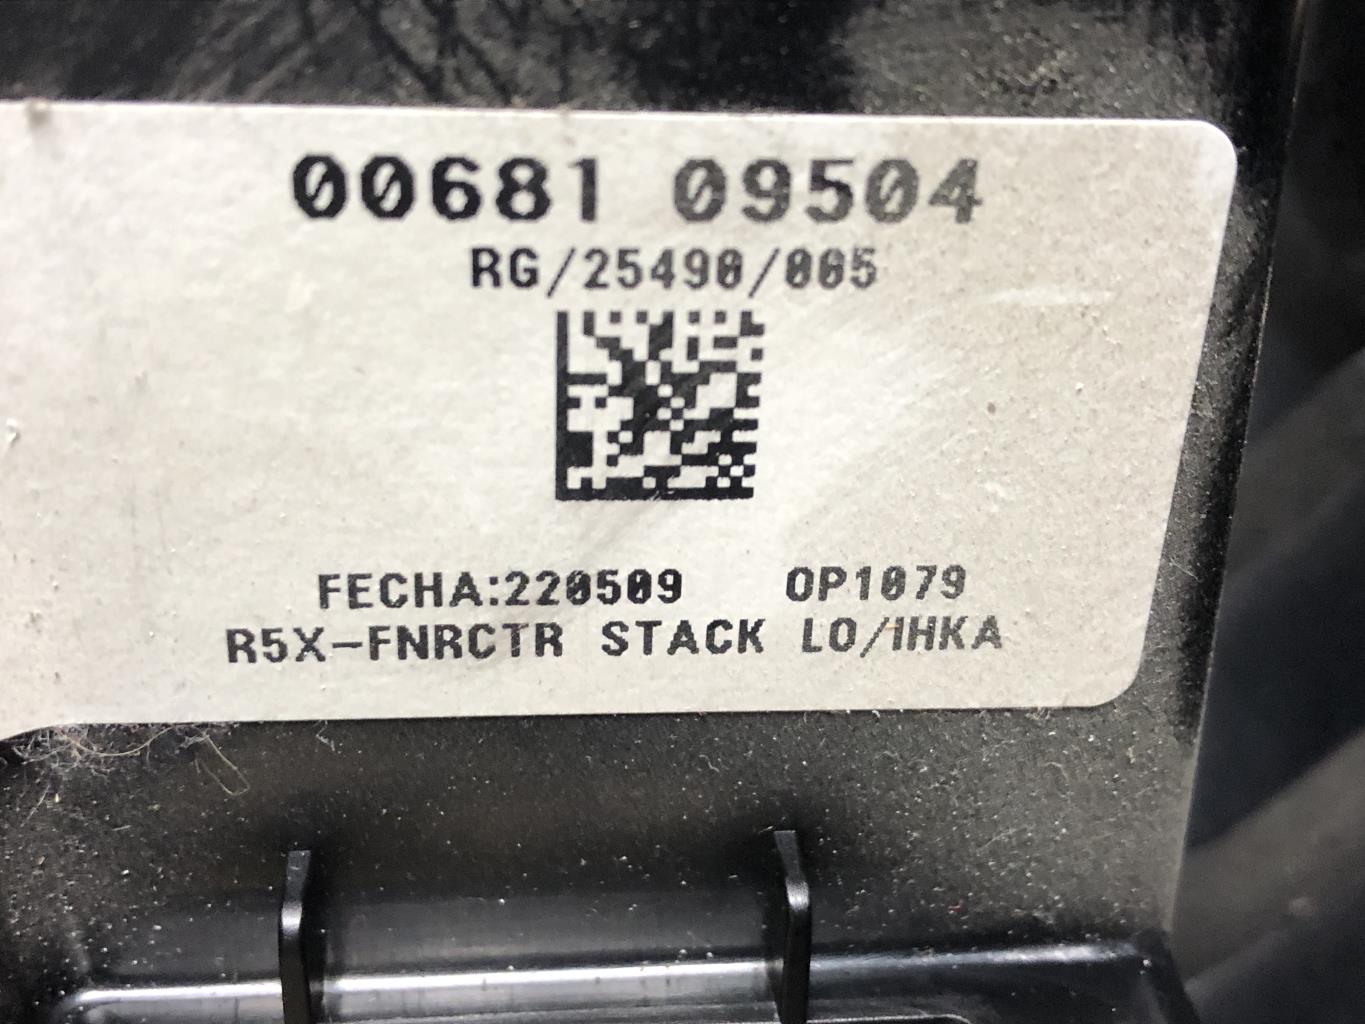 00681 09504
RG/25490/005
FECHA:220509 OP1079
R5X-FNRCTR STACK LO/IHKA